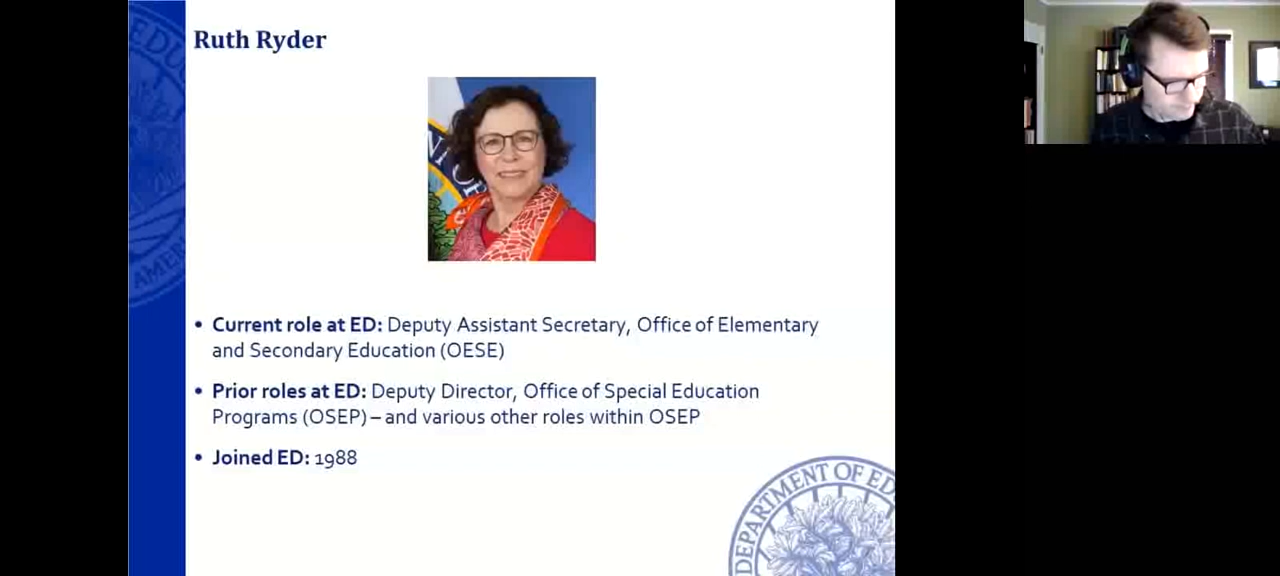 Ruth Ryder
• Current role at ED: Deputy Assistant Secretary, Office of Elementary
and Secondary Education (OESE)
• Prior roles at ED: Deputy Director, Office of Special Education
Programs (OSEP) – and various other roles within OSEP
• Joined ED: 1988
DEPARTMENT OF ED